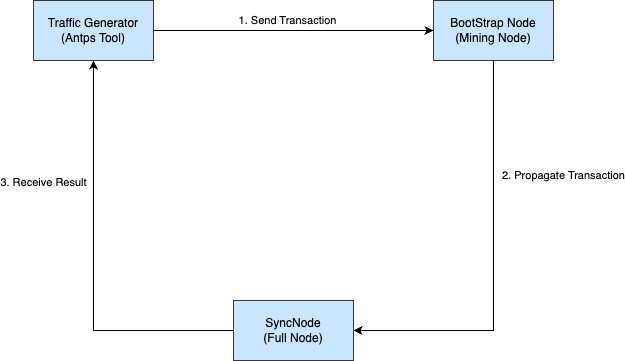 Traffic Generator
(Antps Tool)
1. Send Transaction
BootStrap Node
(Mining Node)
2. Propagate Transaction
3. Receive Result
SyncNode
(Full Node)